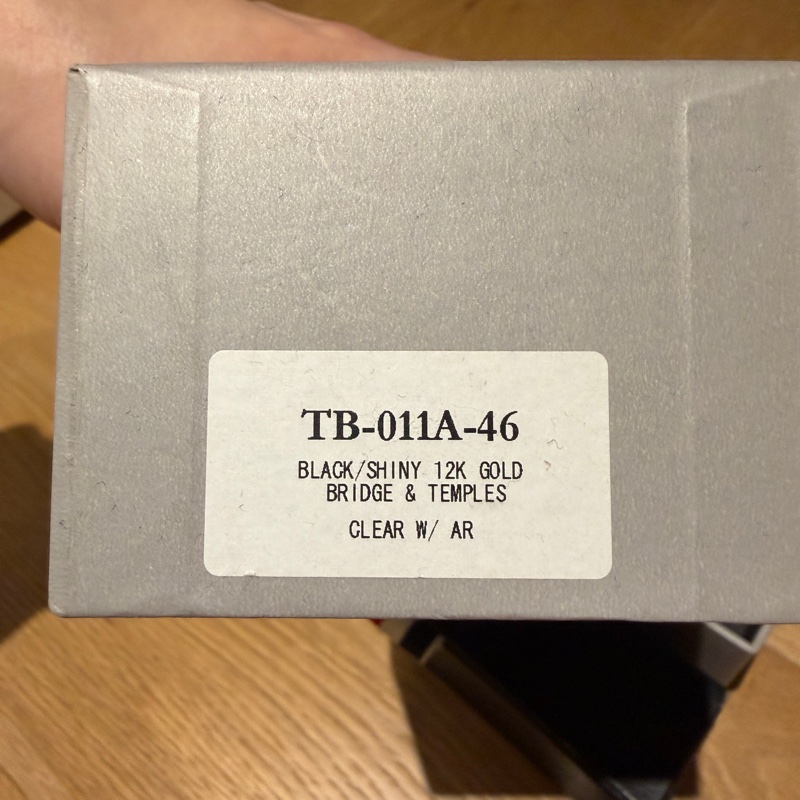 TB-011A-46
BLACK/SHINY 12K GOLD
BRIDGE & TEMPLES
CLEAR W/ AR